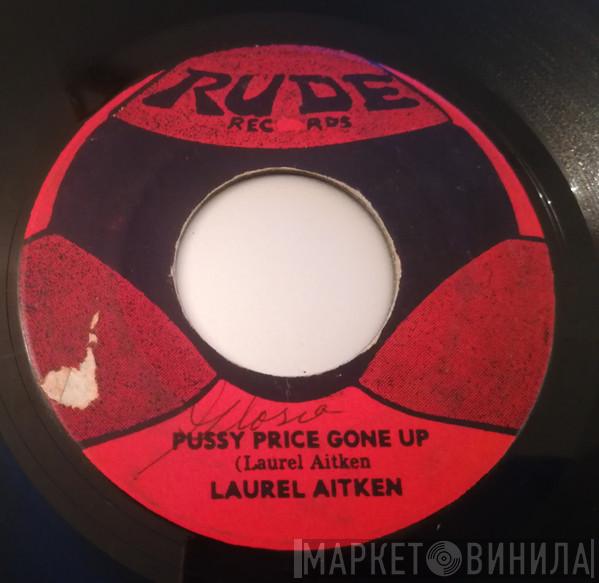 RUDE
RECORDS
Gloria
PUSSY PRICE GONE UP
(Laurel Aitken
LAUREL AITKEN
МАРКЕТ ВИНИЛА